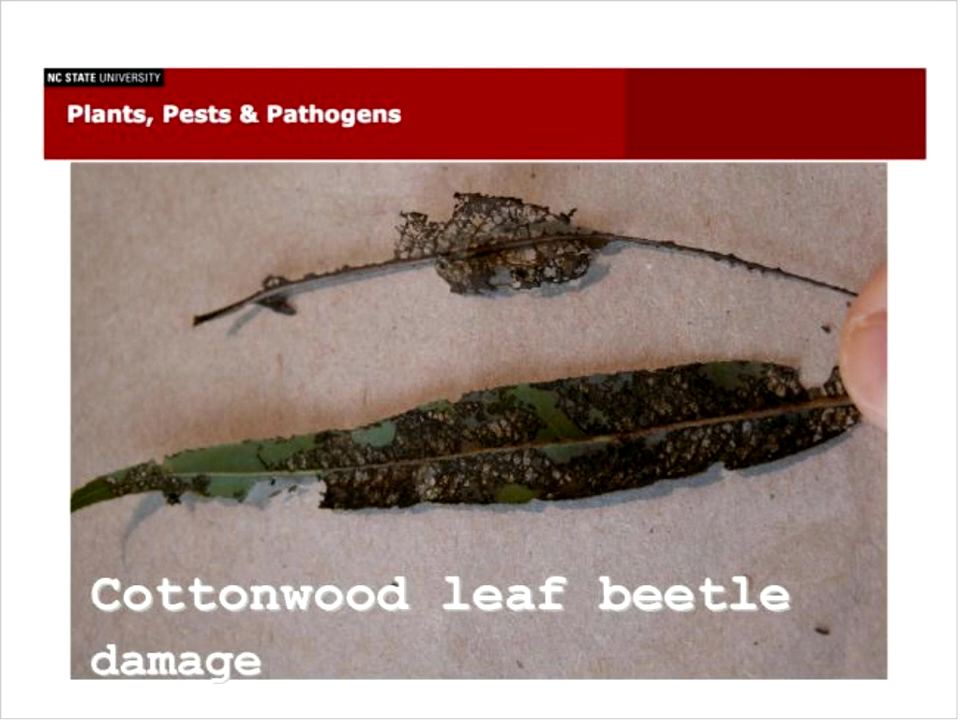 NC STATE UNIVERSITY
Plants, Pests & Pathogens
Cottonwood leaf beetle
damage